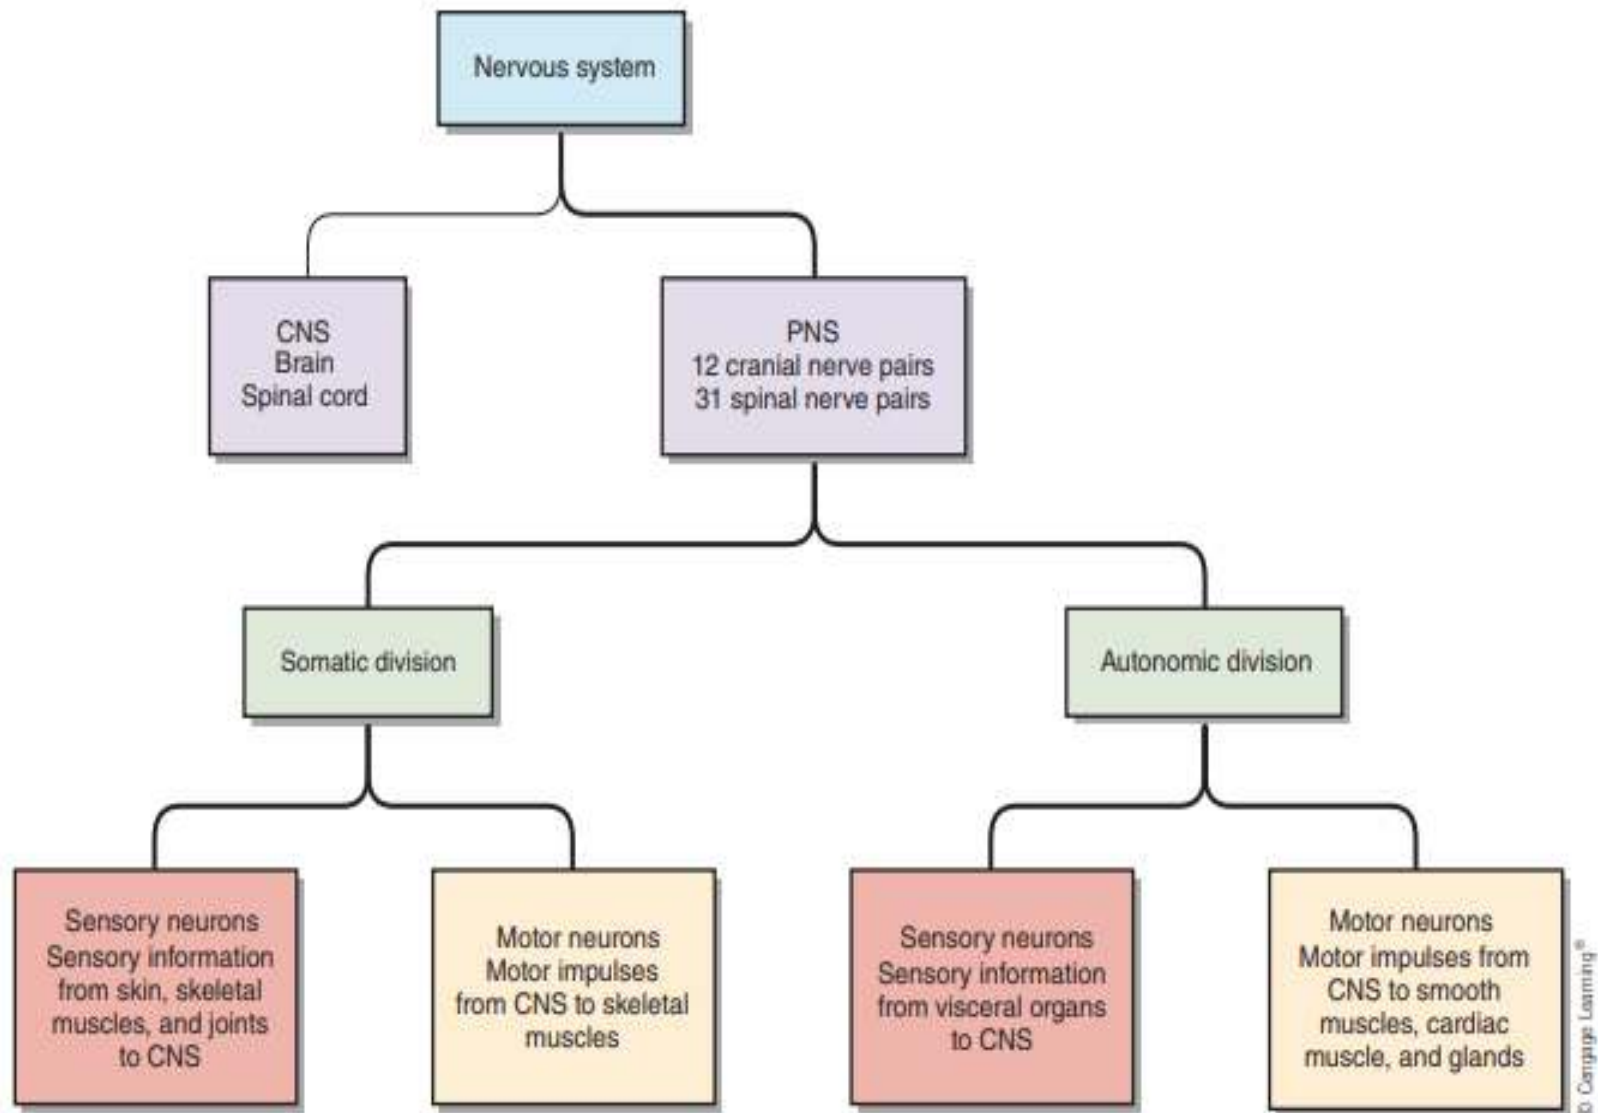 Nervous system
CNS
Brain
Spinal cord
PNS
12 cranial nerve pairs
31 spinal nerve pairs
Somatic division
Autonomic division
Sensory neurons
Sensory information
from skin, skeletal
muscles, and joints
to CNS
Motor neurons
Motor impulses
from CNS to skeletal
muscles
Sensory neurons
Sensory information
from visceral organs
to CNS
Motor neurons
Motor impulses from
CNS to smooth
muscles, cardiac
muscle, and glands
© Cengage Learning®